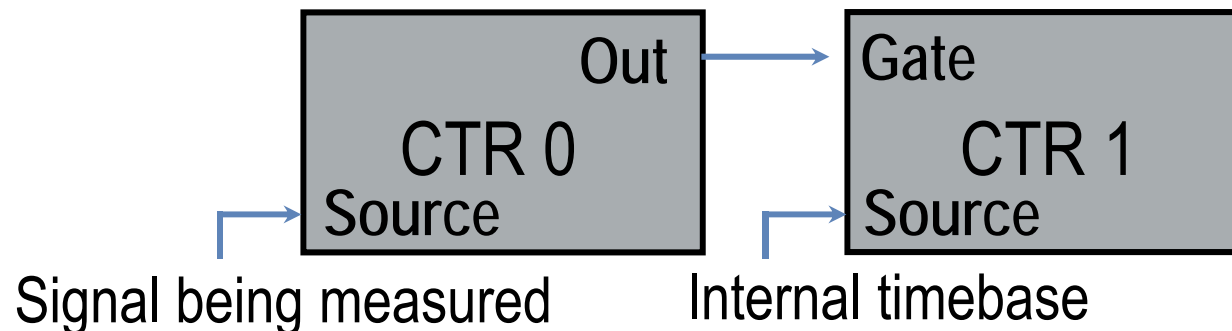 Out
Gate
CTR 0
CTR 1
Source
Source
Signal being measured
Internal timebase